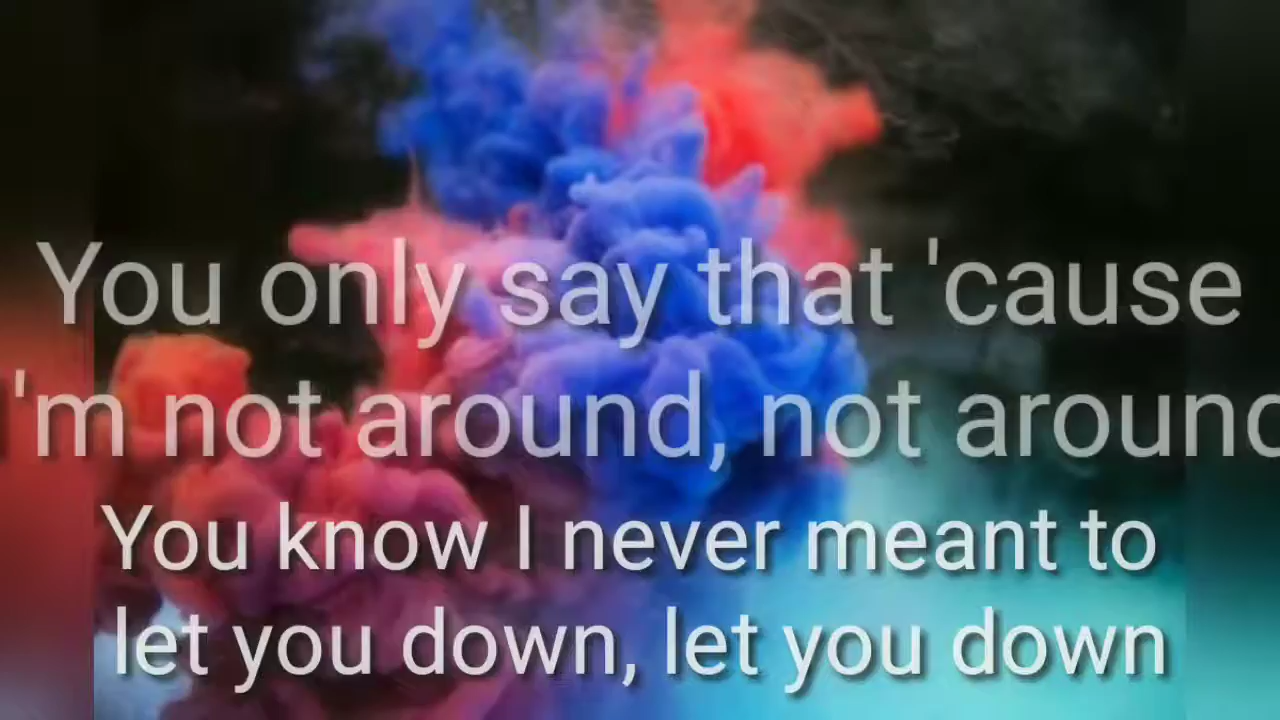 You only say that 'cause
I'm not around, not around
You know I never meant to
let you down, let you down